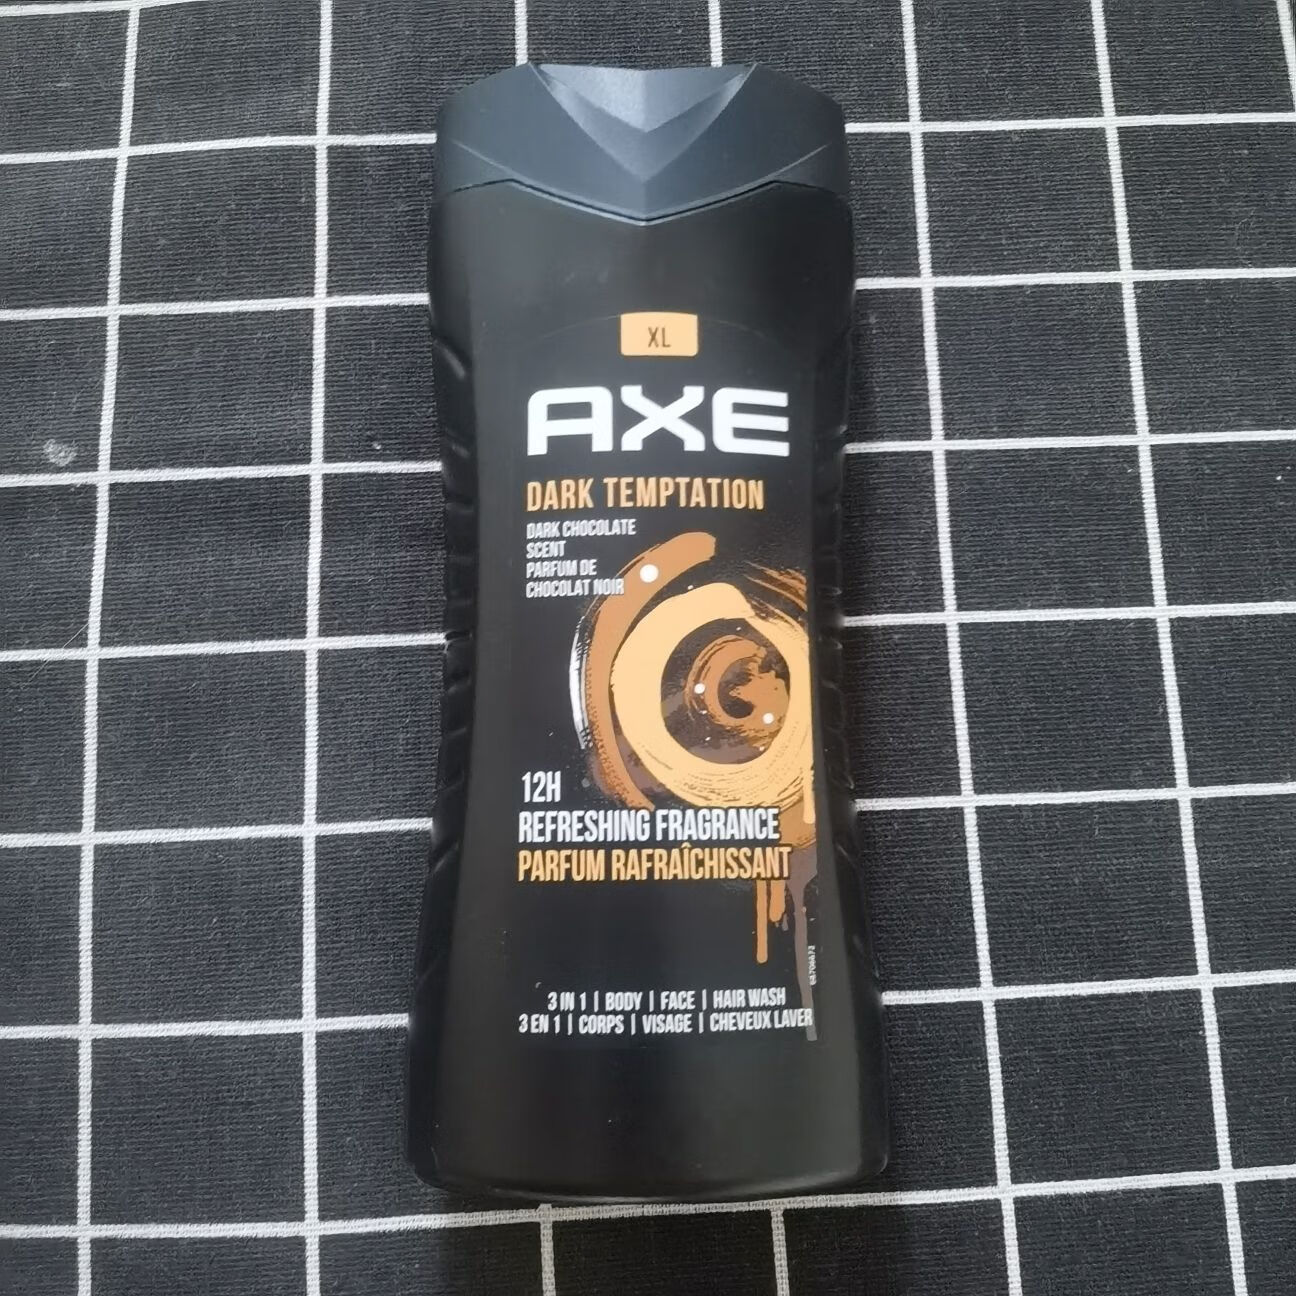 XL
AXE
DARK TEMPTATION
DARK CHOCOLATE
SCENT
PARFUM DE
CHOCOLAT NOIR
12H
REFRESHING FRAGRANCE
PARFUM RAFRAÎCHISSANT
3 IN 1 | BODY | FACE | HAIR WASH
3 EN 1 | CORPS | VISAGE | CHEVEUX LAVER